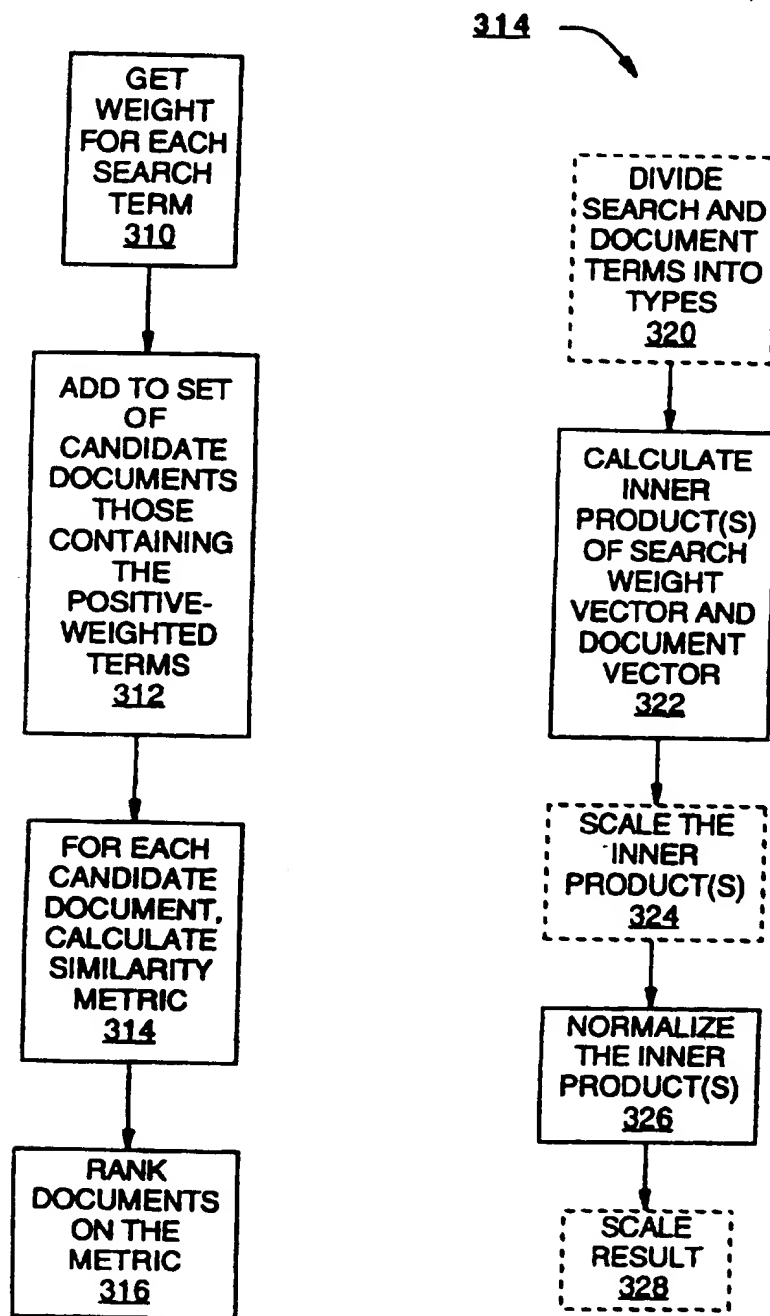 GET
WEIGHT
FOR EACH
SEARCH
TERM
310
ADD TO SET
OF
CANDIDATE
DOCUMENTS
THOSE
CONTAINING
THE
POSITIVE-
WEIGHTED
TERMS
312
FOR EACH
CANDIDATE
DOCUMENT,
CALCULATE
SIMILARITY
METRIC
314
RANK
DOCUMENTS
ON THE
METRIC
316
314
DIVIDE
SEARCH AND
DOCUMENT
TERMS INTO
TYPES
320
CALCULATE
INNER
PRODUCT(S)
OF SEARCH
WEIGHT
VECTOR AND
DOCUMENT
VECTOR
322
SCALE THE
INNER
PRODUCT(S)
324
NORMALIZE
THE INNER
PRODUCT(S)
326
SCALE
RESULT
328